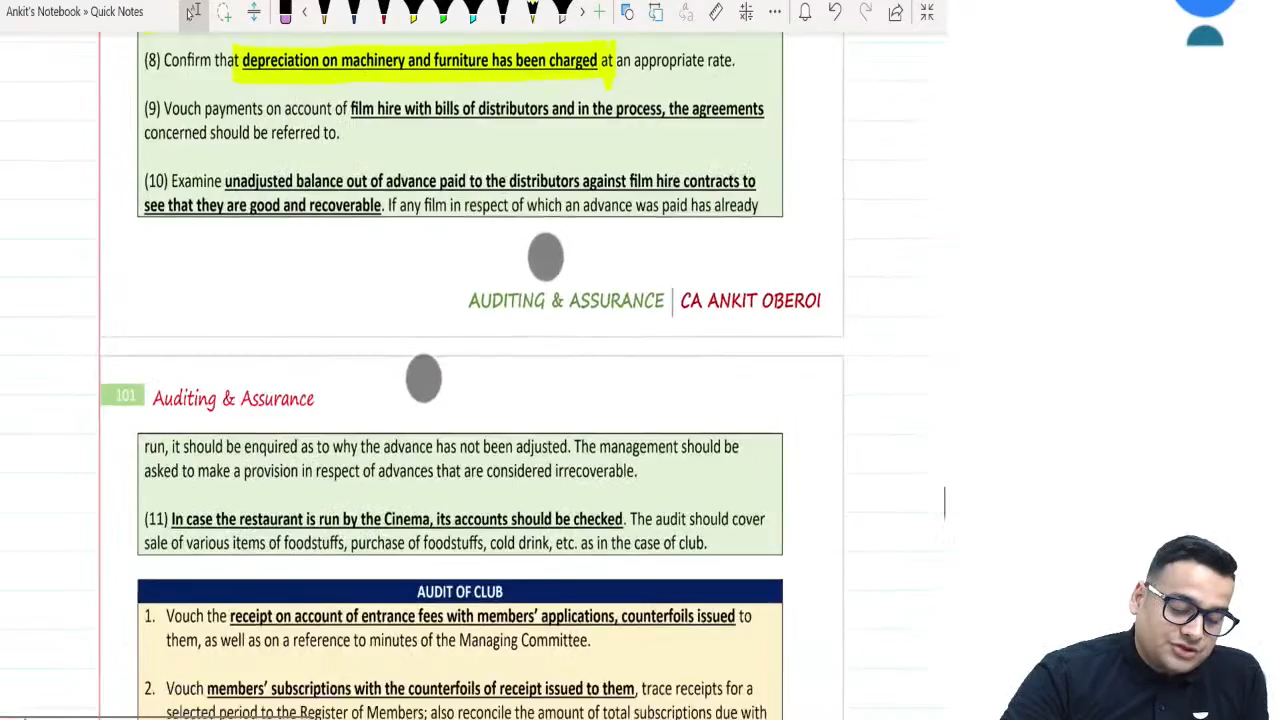 Ankit's Notebook » Quick Notes
(8) Confirm that depreciation on machinery and furniture has been charged at an appropriate rate.
(9) Vouch payments on account of film hire with bills of distributors and in the process, the agreements
concerned should be referred to.
(10) Examine unadjusted balance out of advance paid to the distributors against film hire contracts to
see that they are good and recoverable. If any film in respect of which an advance was paid has already
AUDITING & ASSURANCE | CA ANKIT OBEROI
101 Auditing & Assurance
run, it should be enquired as to why the advance has not been adjusted. The management should be
asked to make a provision in respect of advances that are considered irrecoverable.
(11) In case the restaurant is run by the Cinema, its accounts should be checked. The audit should cover
sale of various items of foodstuffs, purchase of foodstuffs, cold drink, etc. as in the case of club.
AUDIT OF CLUB
1. Vouch the receipt on account of entrance fees with members' applications, counterfoils issued to
them, as well as on a reference to minutes of the Managing Committee.
2. Vouch members' subscriptions with the counterfoils of receipt issued to them, trace receipts for a
selected period to the Register of Members; also reconcile the amount of total subscriptions due with